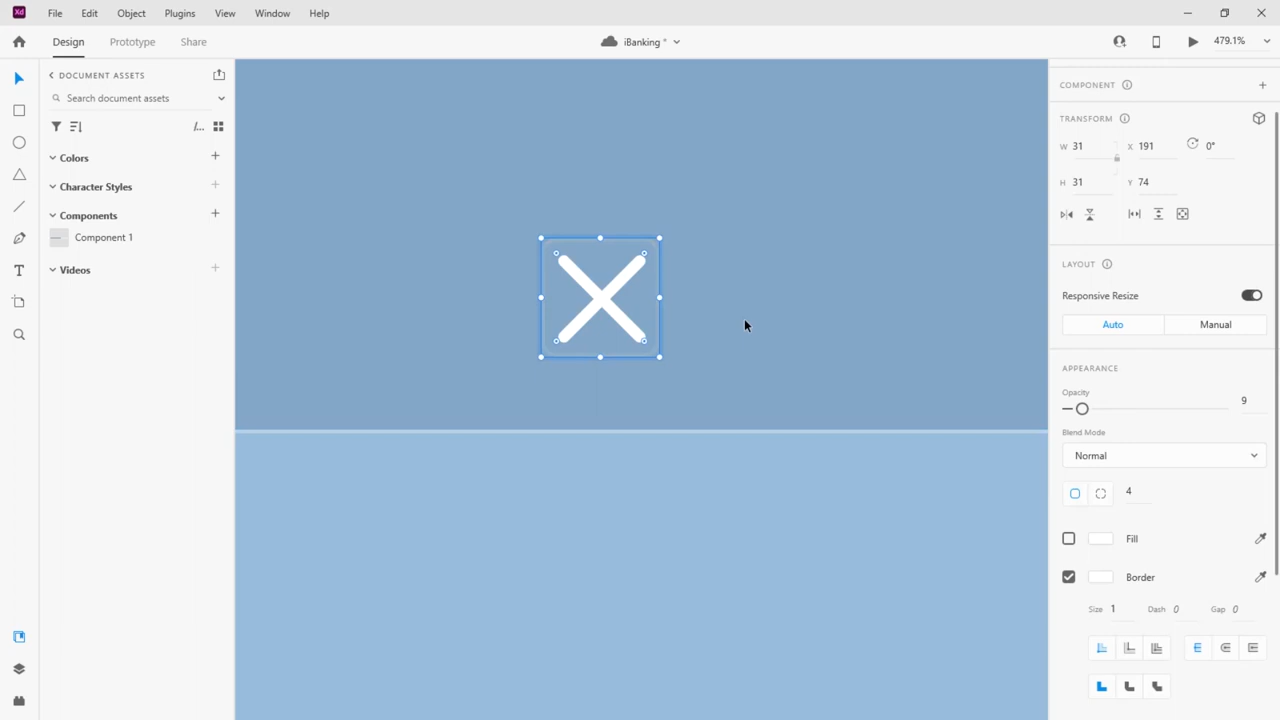 Xd File Edit Object Plugins View Window Help
Design Prototype Share iBanking * 479.1%
DOCUMENT ASSETS
Search document assets
/...
Colors
Character Styles
Components
Component 1
Videos
COMPONENT
TRANSFORM
W 31 X 191 0°
H 31 Y 74
LAYOUT
Responsive Resize
Auto Manual
APPEARANCE
Opacity
9
Blend Mode
Normal
4
Fill
Border
Size 1 Dash 0 Gap 0